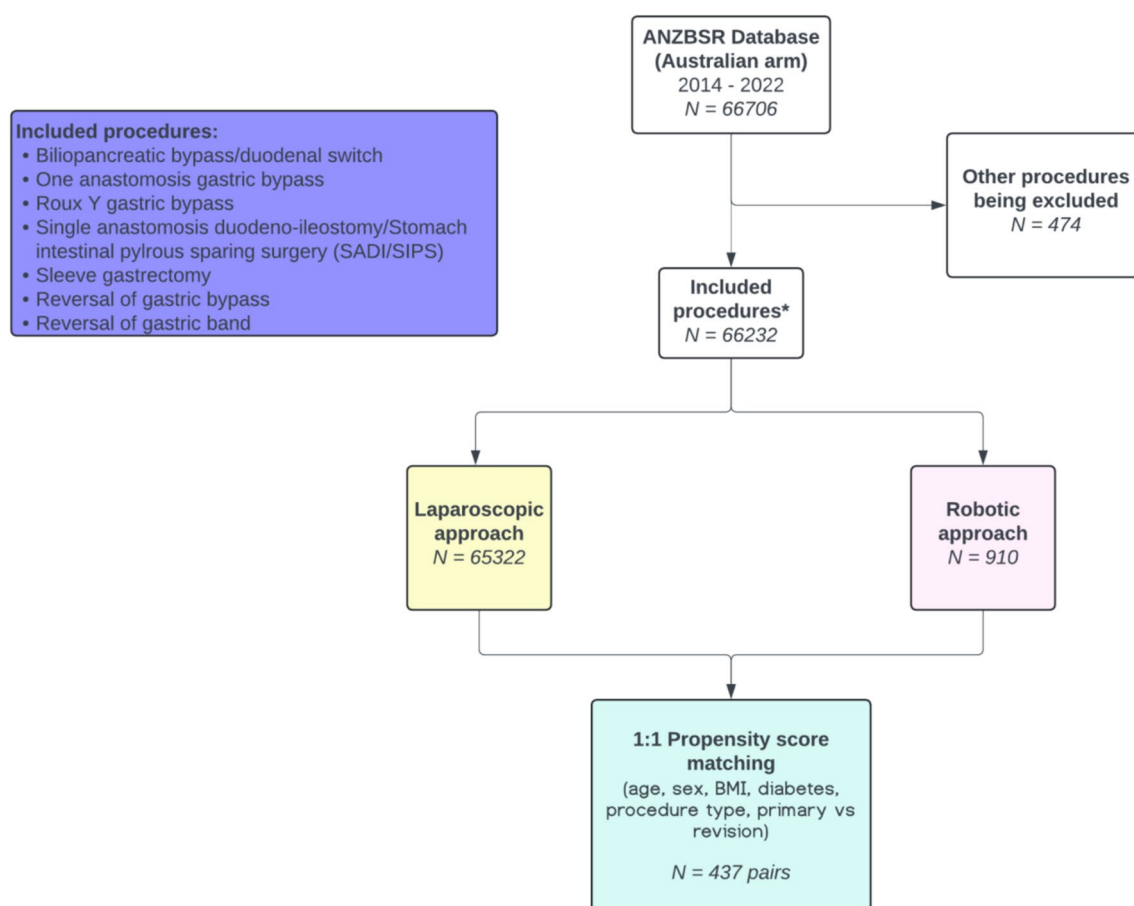 ANZBSR Database
(Australian arm)
2014 - 2022
N = 66706
Included procedures:
• Biliopancreatic bypass/duodenal switch
• One anastomosis gastric bypass
• Roux Y gastric bypass
• Single anastomosis duodeno-ileostomy/Stomach
intestinal pylrous sparing surgery (SADI/SIPS)
• Sleeve gastrectomy
• Reversal of gastric bypass
• Reversal of gastric band
Other procedures
being excluded
N = 474
Included
procedures*
N = 66232
Laparoscopic
approach
N = 65322
Robotic
approach
N = 910
1:1 Propensity score
matching
(age, sex, BMI, diabetes,
procedure type, primary vs
revision)
N = 437 pairs